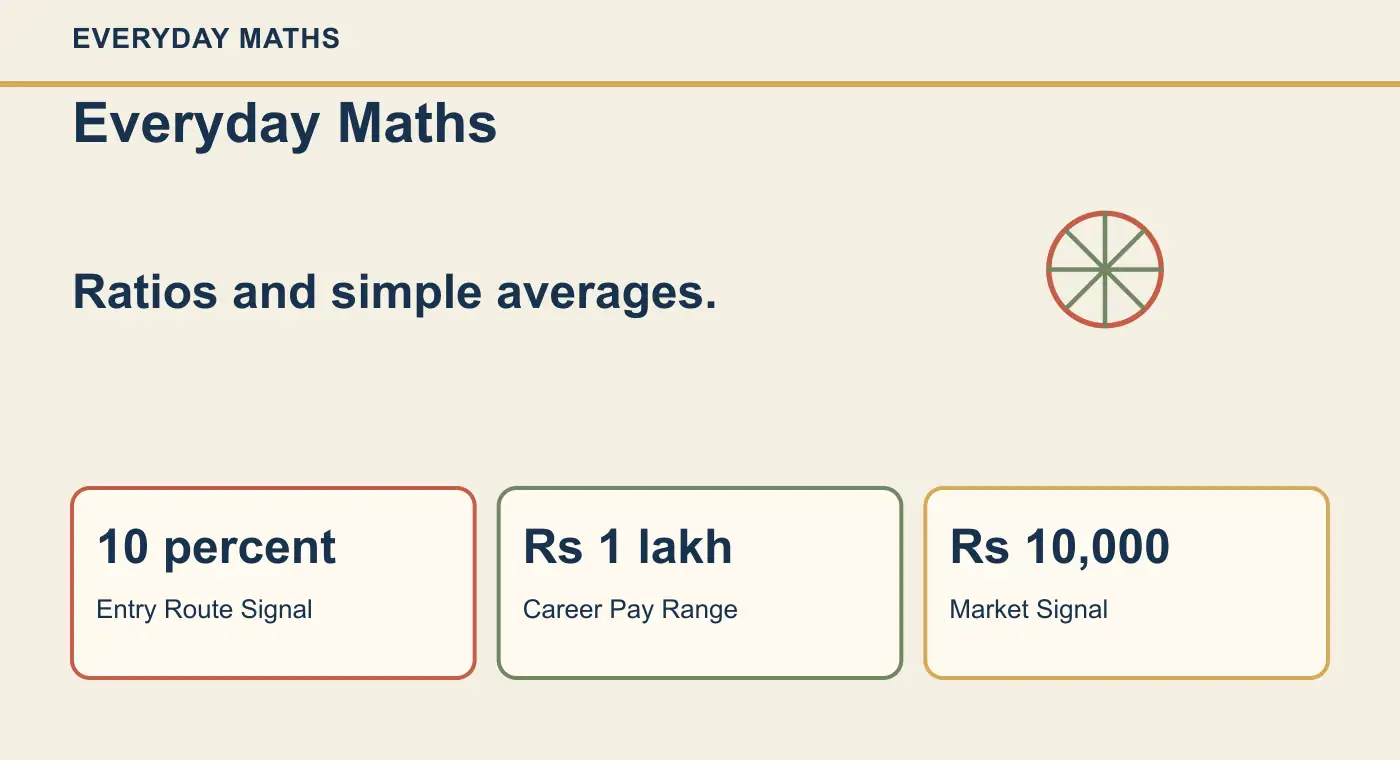 EVERYDAY MATHS
Everyday Maths
Ratios and simple averages.
10 percent
Entry Route Signal
Rs 1 lakh
Career Pay Range
Rs 10,000
Market Signal